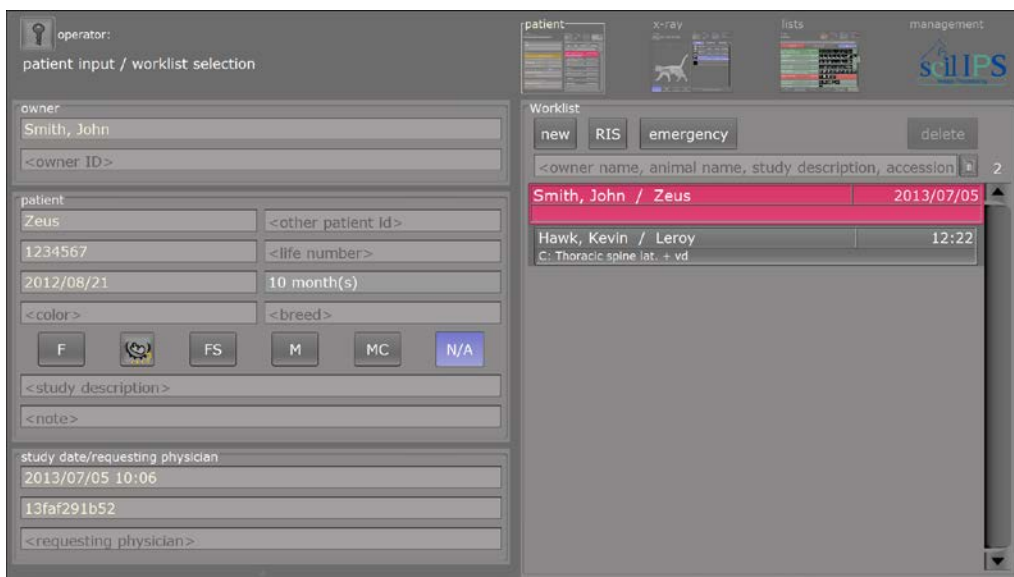 operator:
patient input / worklist selection
patient
x-ray
lists
management
scil IPS
owner
Smith, John
<owner ID>
patient
Zeus
<other patient Id>
1234567
<life number>
2012/08/21
10 month(s)
<color>
<breed>
F
FS
M
MC
N/A
<study description>
<note>
study date/requesting physician
2013/07/05 10:06
13faf291b52
<requesting physician>
Worklist
new
RIS
emergency
delete
<owner name, animal name, study description, accession
2
Smith, John / Zeus
2013/07/05
Hawk, Kevin / Leroy
12:22
C: Thoracic spine lat. + vd